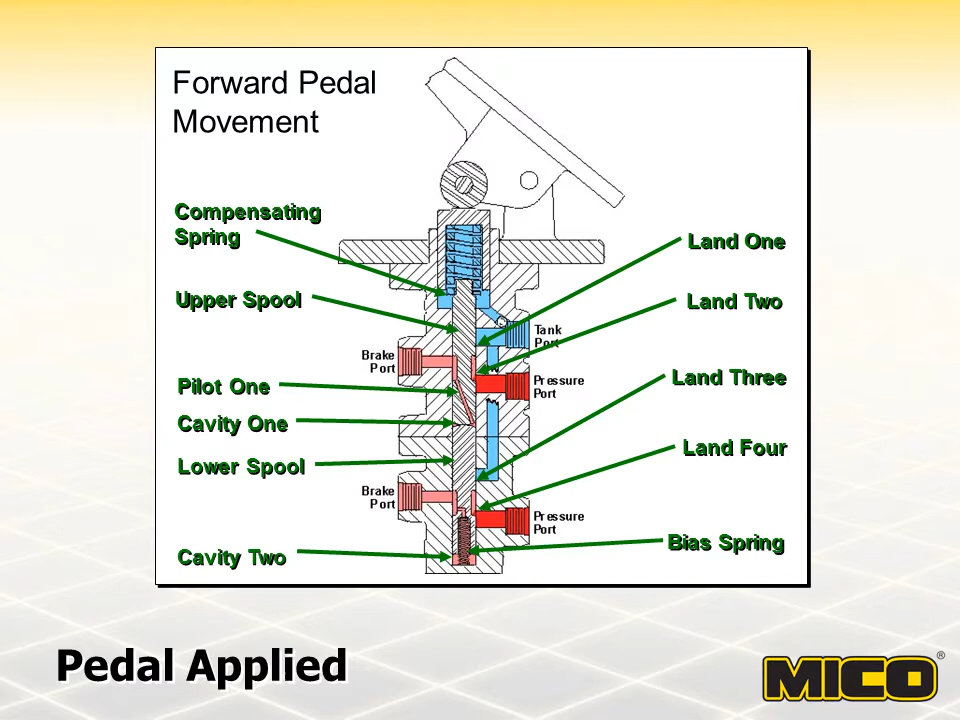 Forward Pedal
Movement
Compensating
Spring
Upper Spool
Pilot One
Cavity One
Lower Spool
Cavity Two
Land One
Land Two
Land Three
Land Four
Bias Spring
Tank
Port
Brake
Port
Pressure
Port
Brake
Port
Pressure
Port
Pedal Applied
MICO®